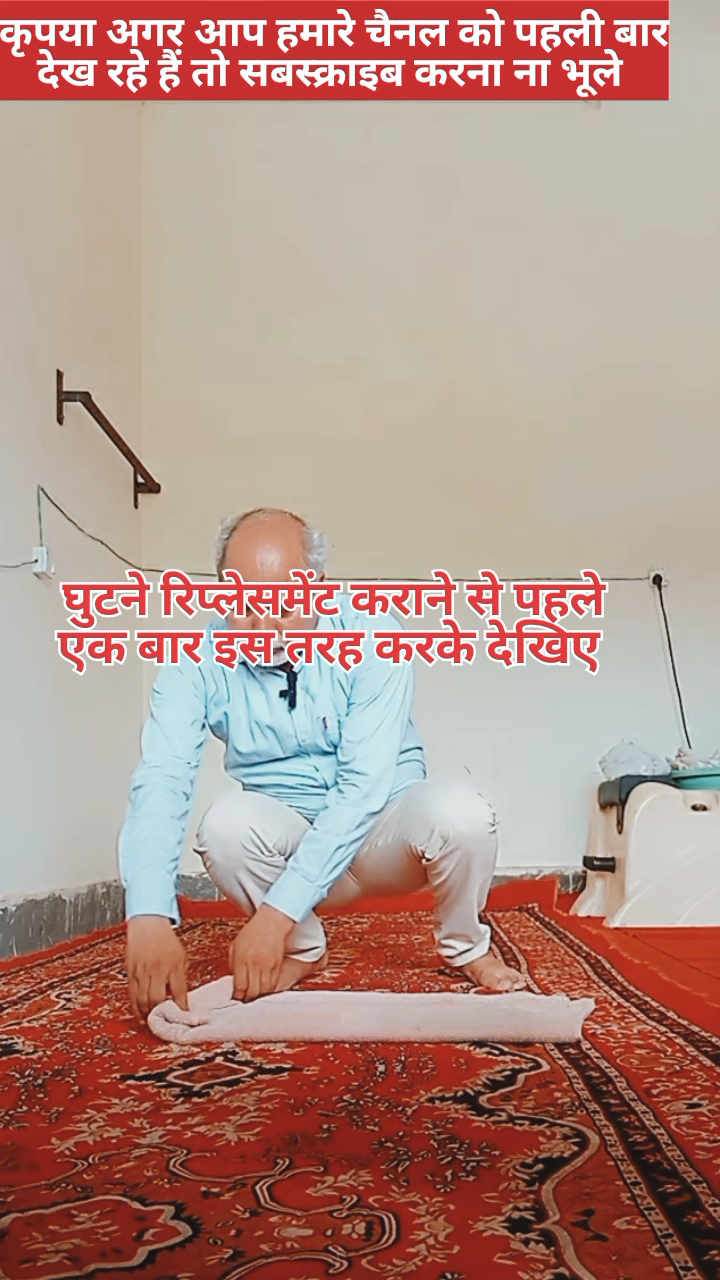 कृपया अगर आप हमारे चैनल को पहली बार
देख रहे हैं तो सबस्क्राइब करना ना भूले
घुटने रिप्लेसमेंट कराने से पहले
एक बार इस तरह करके देखिए